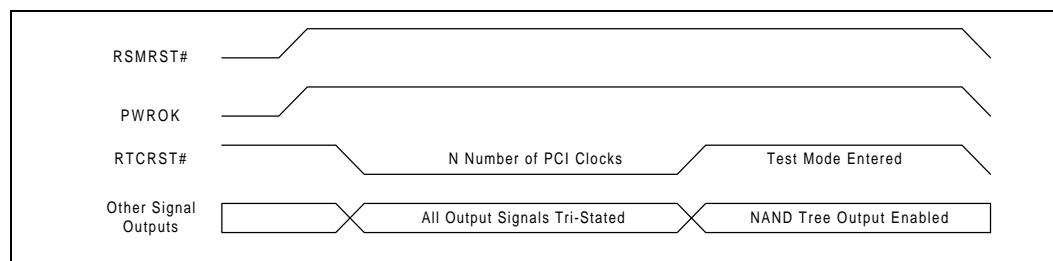 RSMRST#
PWROK
RTCRST#
N Number of PCI Clocks
Test Mode Entered
Other Signal
Outputs
All Output Signals Tri-Stated
NAND Tree Output Enabled